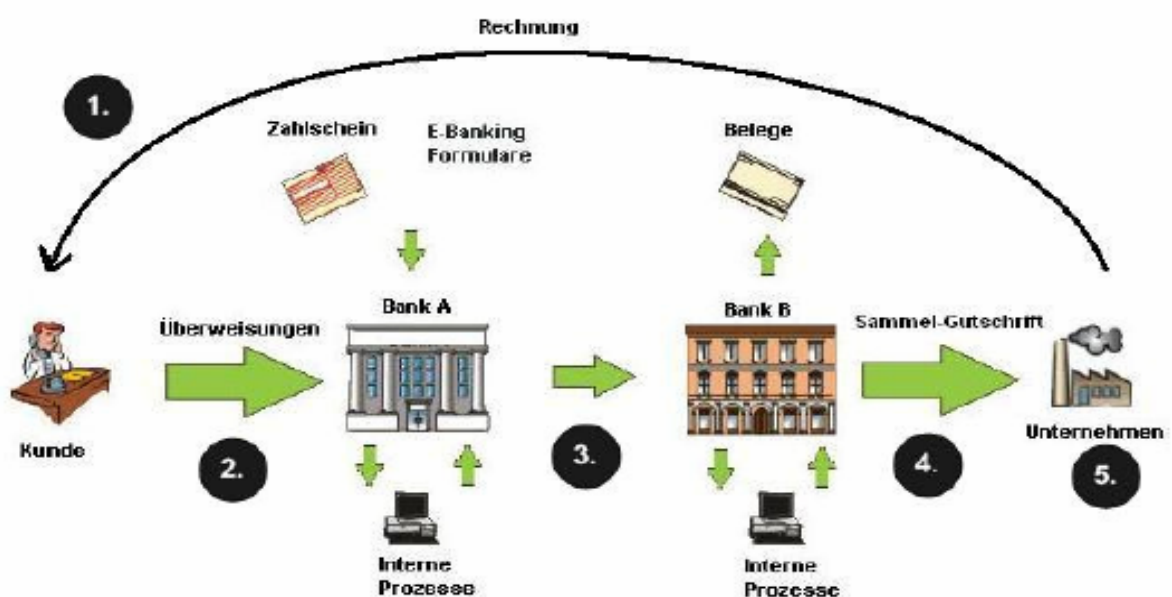 Rechnung
1.
Zahlschein
E-Banking
Formulare
Belege
Bank A
Bank B
Überweisungen
Sammel-Gutschrift
Kunde
2.
3.
4.
Unternehmen
5.
Interne
Prozesse
Interne
Prozesse